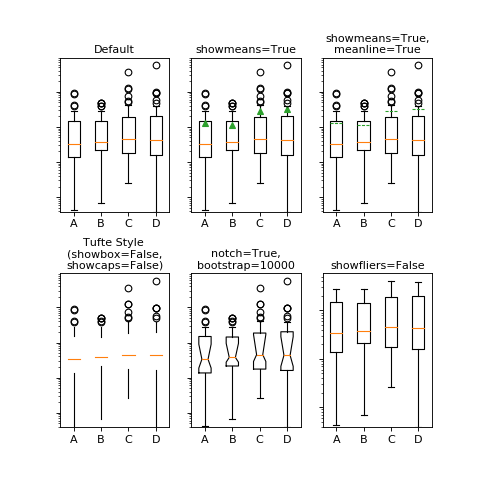 Default
showmeans=True
showmeans=True,
meanline=True
A B C D
A B C D
A B C D
Tufte Style
(showbox=False,
showcaps=False)
notch=True,
bootstrap=10000
showfliers=False
A B C D
A B C D
A B C D